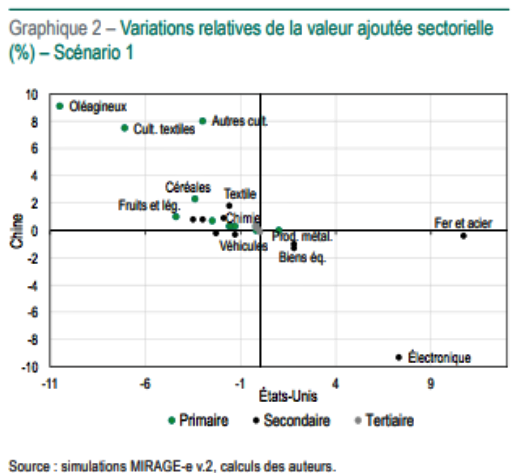 Graphique 2 – Variations relatives de la valeur ajoutée sectorielle
(%) – Scénario 1
10
8
6
4
2
0
-2
-4
-6
-8
-10
Chine
Oléagineux
Cult. textiles
Autres cult.
Céréales
Textile
Fruits et lég.
Chimie
Fer et acier
Véhicules
Prod. métal.
Biens éq.
Électronique
-11 -6 -1 4 9
États-Unis
Primaire Secondaire Tertiaire
Source : simulations MIRAGE-e v.2, calculs des auteurs.